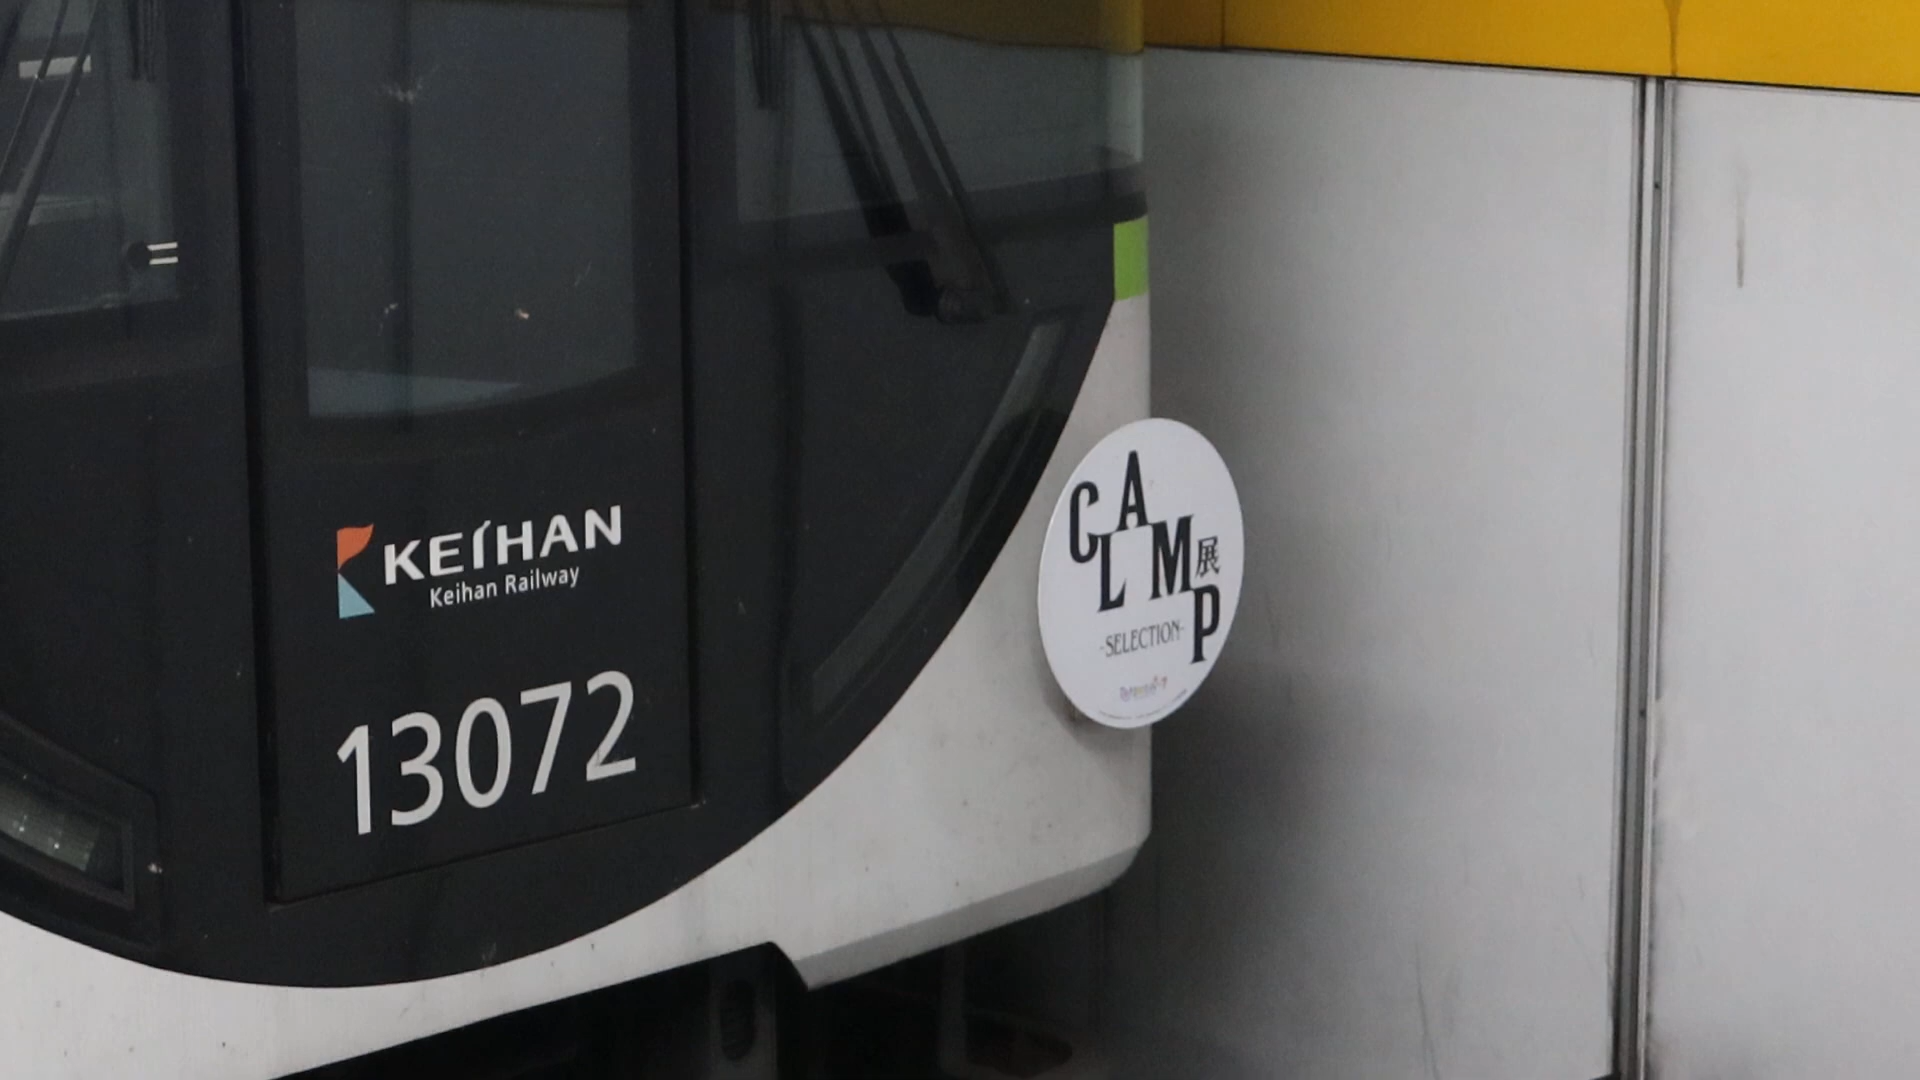 KEIHAN
Keihan Railway
13072
CLAMP展
-SELECTION-